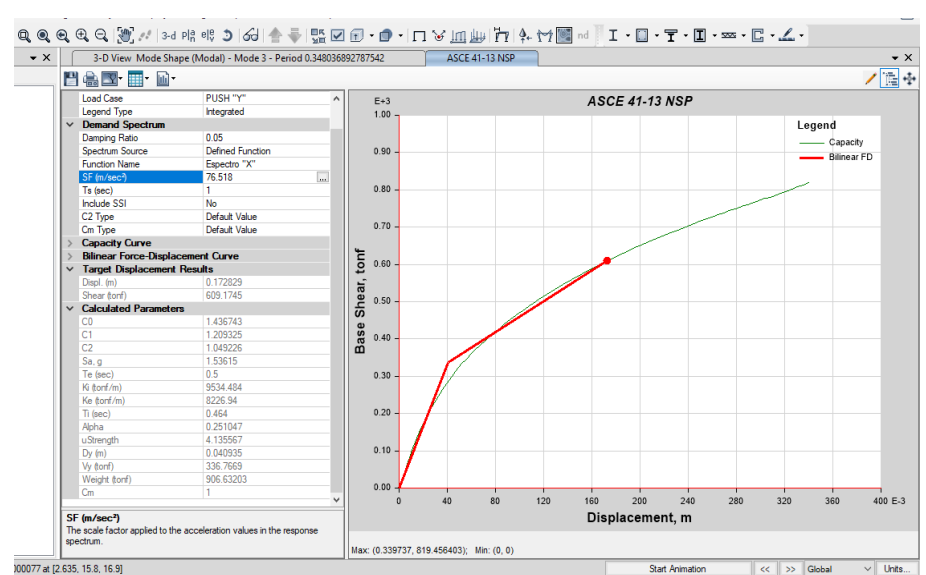 3-d
nd
3-D View Mode Shape (Modal) - Mode 3 - Period 0.348036892787542
ASCE 41-13 NSP
Load Case PUSH "Y"
Legend Type Integrated
Demand Spectrum
Damping Ratio 0.05
Spectrum Source Defined Function
Function Name Espectro "X"
SF (m/sec²) 76.518 ...
Ts (sec) 1
Include SSI No
C2 Type Default Value
Cm Type Default Value
Capacity Curve
Bilinear Force-Displacement Curve
Target Displacement Results
Displ. (m) 0.172829
Shear (tonf) 609.1745
Calculated Parameters
C0 1.436743
C1 1.209325
C2 1.049226
Sa, g 1.53615
Te (sec) 0.5
Ki (tonf/m) 9534.484
Ke (tonf/m) 8226.94
Ti (sec) 0.464
Alpha 0.251047
uStrength 4.135567
Dy (m) 0.040935
Vy (tonf) 336.7669
Weight (tonf) 906.63203
Cm 1
SF (m/sec²)
The scale factor applied to the acceleration values in the response
spectrum.
ASCE 41-13 NSP
E+3
1.00
0.90
0.80
0.70
0.60
0.50
0.40
0.30
0.20
0.10
0.00
Base Shear, tonf
Legend
Capacity
Bilinear FD
0 40 80 120 160 200 240 280 320 360 400 E-3
Displacement, m
Max: (0.339737, 819.456403); Min: (0, 0)
000077 at [2.635, 15.8, 16.9]
Start Animation << >> Global Units...